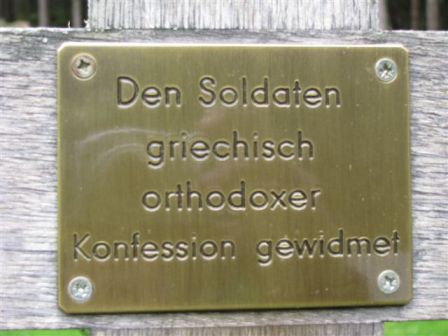 Den Soldaten
griechisch
orthodoxer
Konfession gewidmet